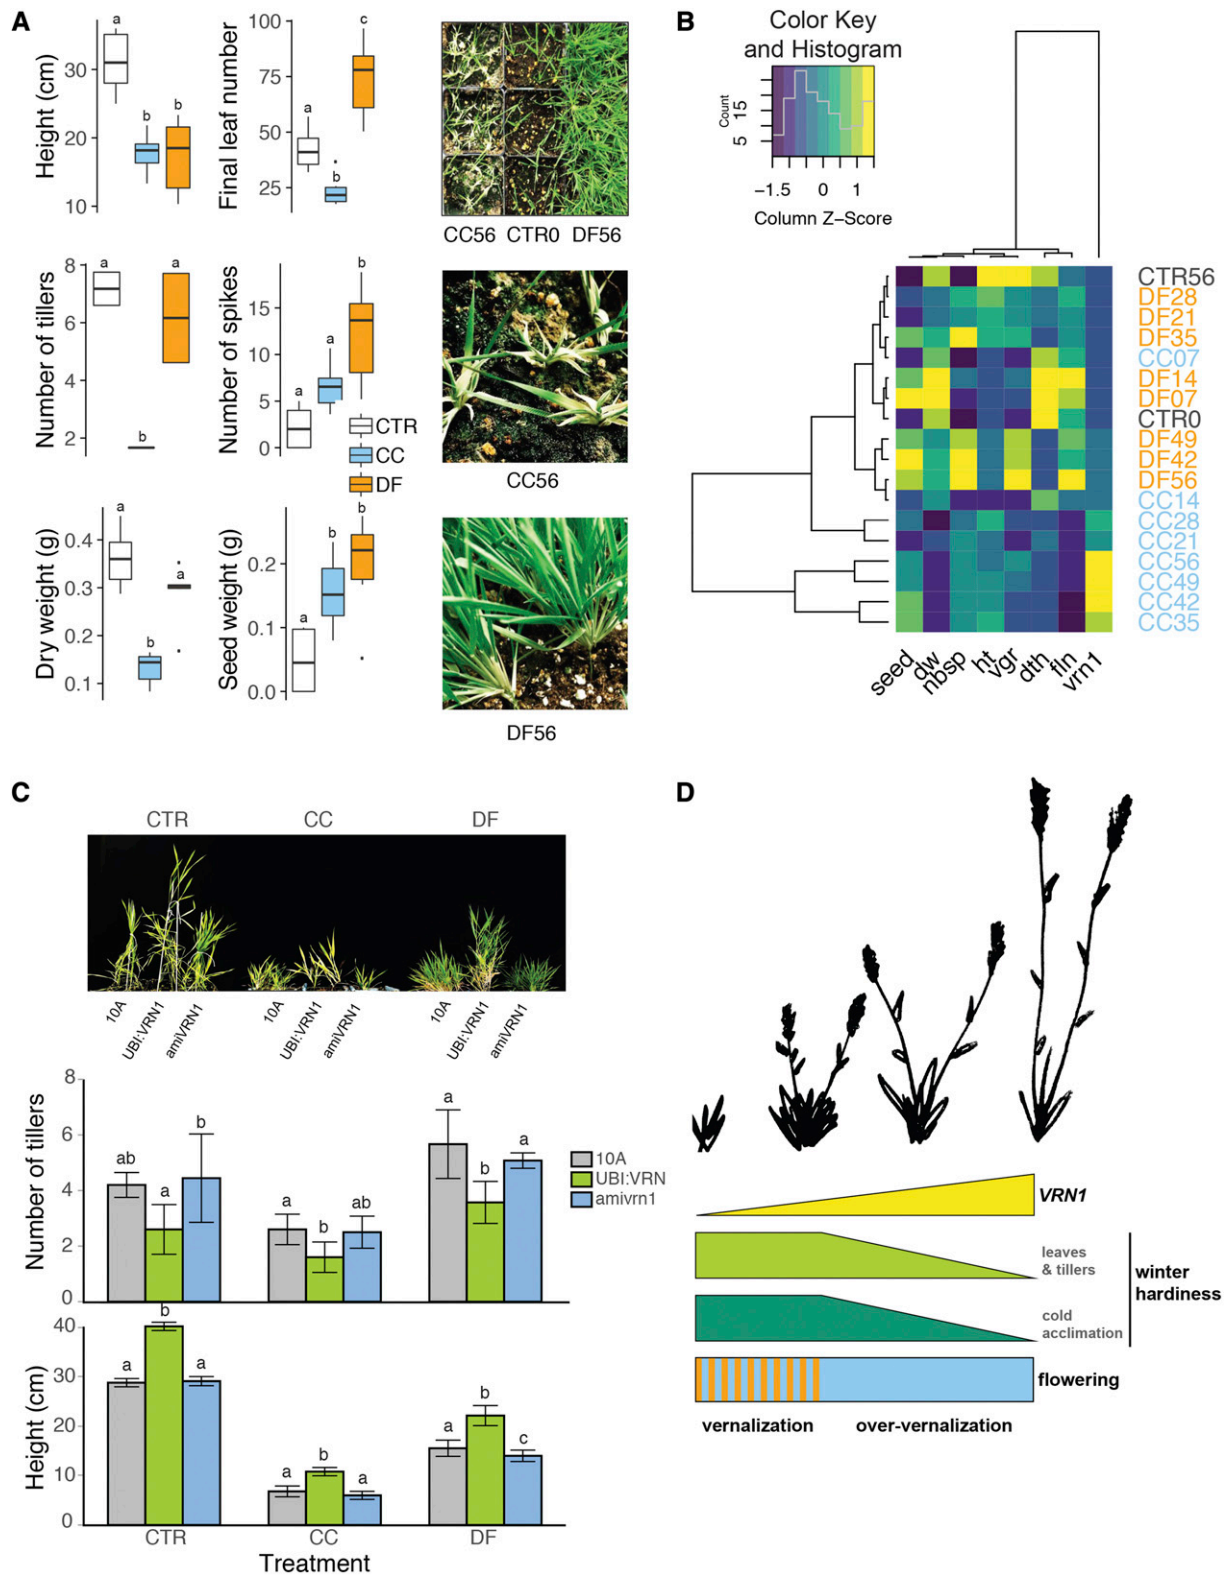 A
Height (cm)
30
20
10
a
b
b
Final leaf number
100
75
50
25
a
b
c
CC56 CTR0 DF56
Number of tillers
8
6
4
2
a
b
a
Number of spikes
15
10
5
0
a
a
b
CTR
CC
DF
CC56
Dry weight (g)
0.4
0.3
0.2
0.1
a
b
a
Seed weight (g)
0.2
0.1
0.0
a
b
b
DF56
B
Color Key
and Histogram
Count
5 15
−1.5 0 1
Column Z−Score
CTR56
DF28
DF21
DF35
CC07
DF14
DF07
CTR0
DF49
DF42
DF56
CC14
CC28
CC21
CC56
CC49
CC42
CC35
seed dw nbsp ht vgr dth fln vrn1
C
CTR CC DF
10A UBI:VRN1 amiVRN1 10A UBI:VRN1 amiVRN1 10A UBI:VRN1 amiVRN1
Number of tillers
8
6
4
2
0
ab a b
a b ab
a b a
10A
UBI:VRN
amivrn1
Height (cm)
40
30
20
10
0
a b a
a b a
a b c
CTR CC DF
Treatment
D
VRN1
leaves
& tillers
cold
acclimation
winter
hardiness
flowering
vernalization over-vernalization